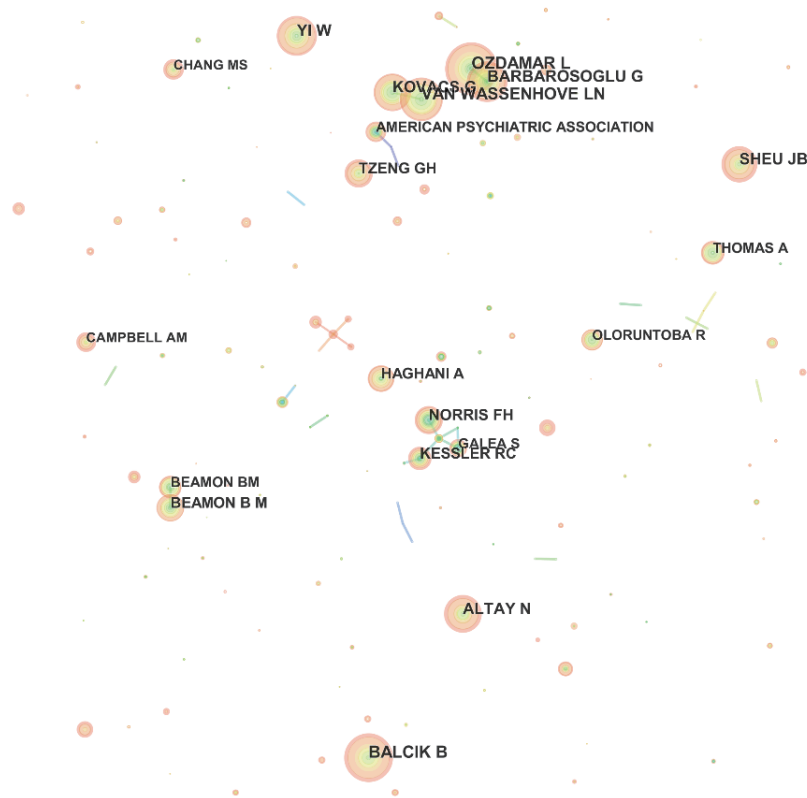 YI W
OZDAMAR L
CHANG MS
BARBAROSOGLU G
KOVACS G
VAN WASSENHOVE LN
AMERICAN PSYCHIATRIC ASSOCIATION
SHEU JB
TZENG GH
THOMAS A
CAMPBELL AM
OLORUNTOBA R
HAGHANI A
NORRIS FH
GALEA S
KESSLER RC
BEAMON BM
BEAMON B M
ALTAY N
BALCIK B